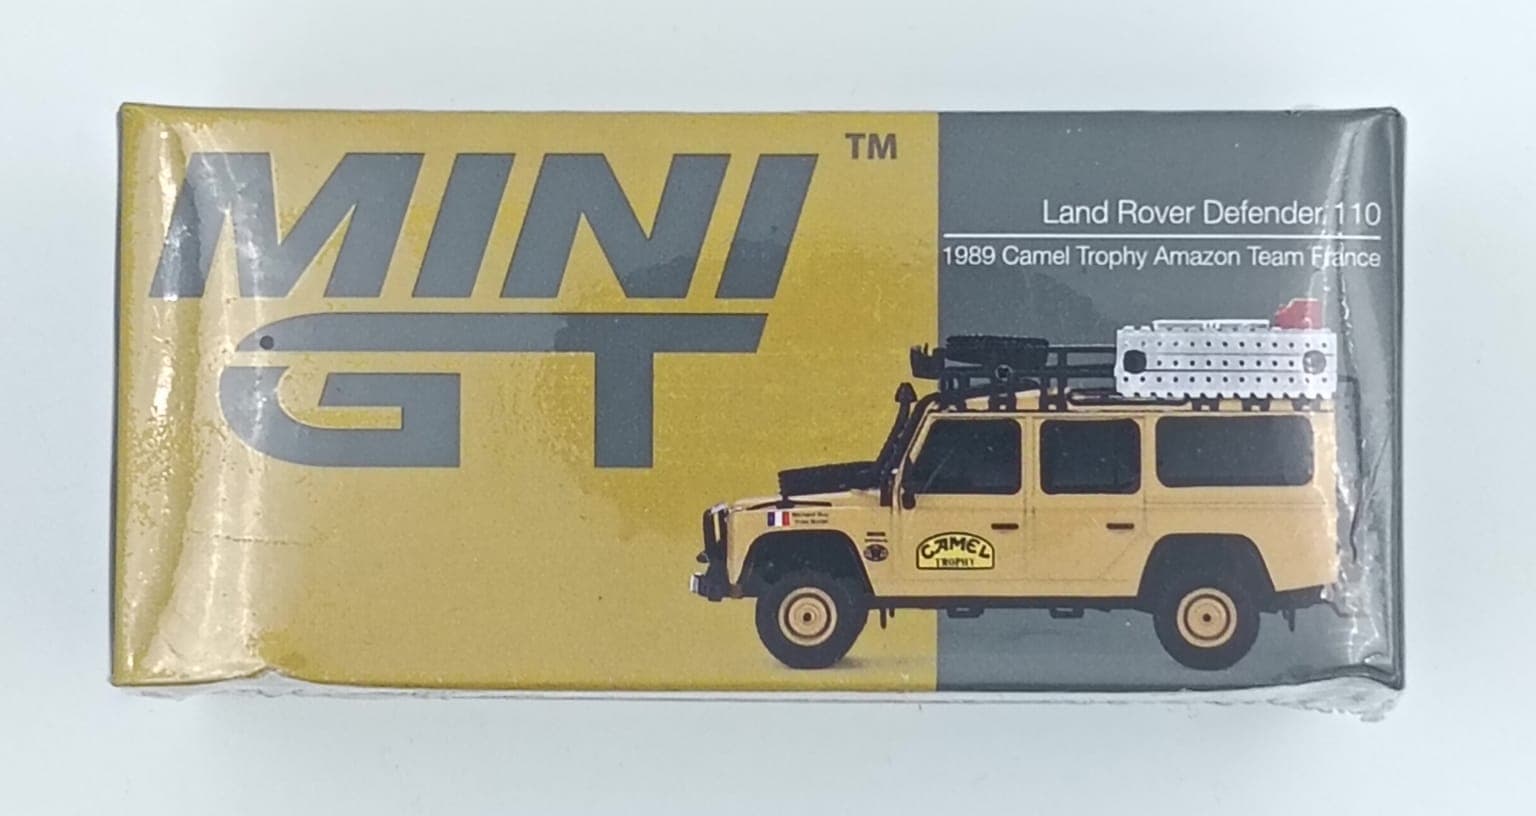 MINI
GT
TM
Land Rover Defender 110
1989 Camel Trophy Amazon Team France
CAMEL
TROPHY